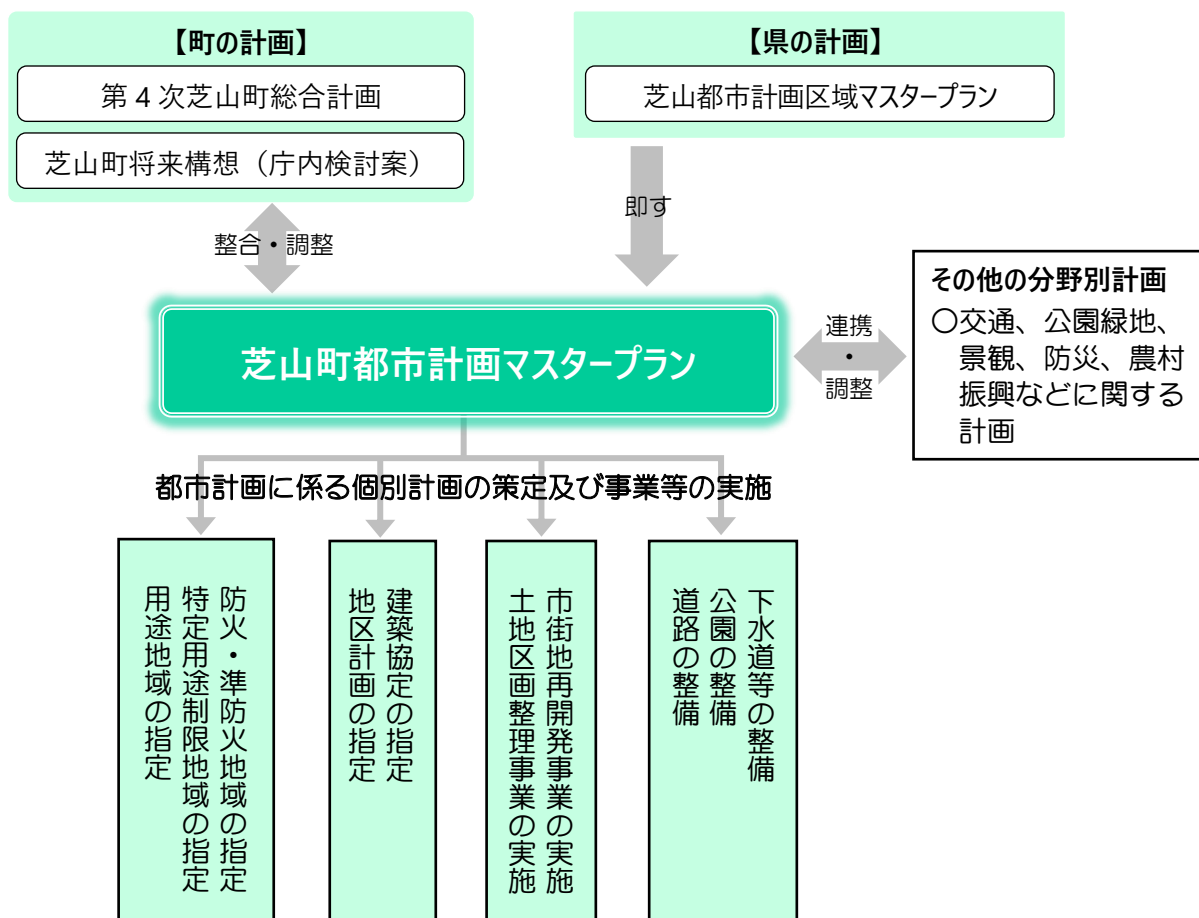 【町の計画】
第4次芝山町総合計画
芝山町将来構想（庁内検討案）
【県の計画】
芝山都市計画区域マスタープラン
整合・調整
即す
芝山町都市計画マスタープラン
連携
・
調整
その他の分野別計画
○交通、公園緑地、
景観、防災、農村
振興などに関する
計画
都市計画に係る個別計画の策定及び事業等の実施
防火・準防火地域の指定
特定用途制限地域の指定
用途地域の指定
建築協定の指定
地区計画の指定
市街地再開発事業の実施
土地区画整理事業の実施
下水道等の整備
公園の整備
道路の整備